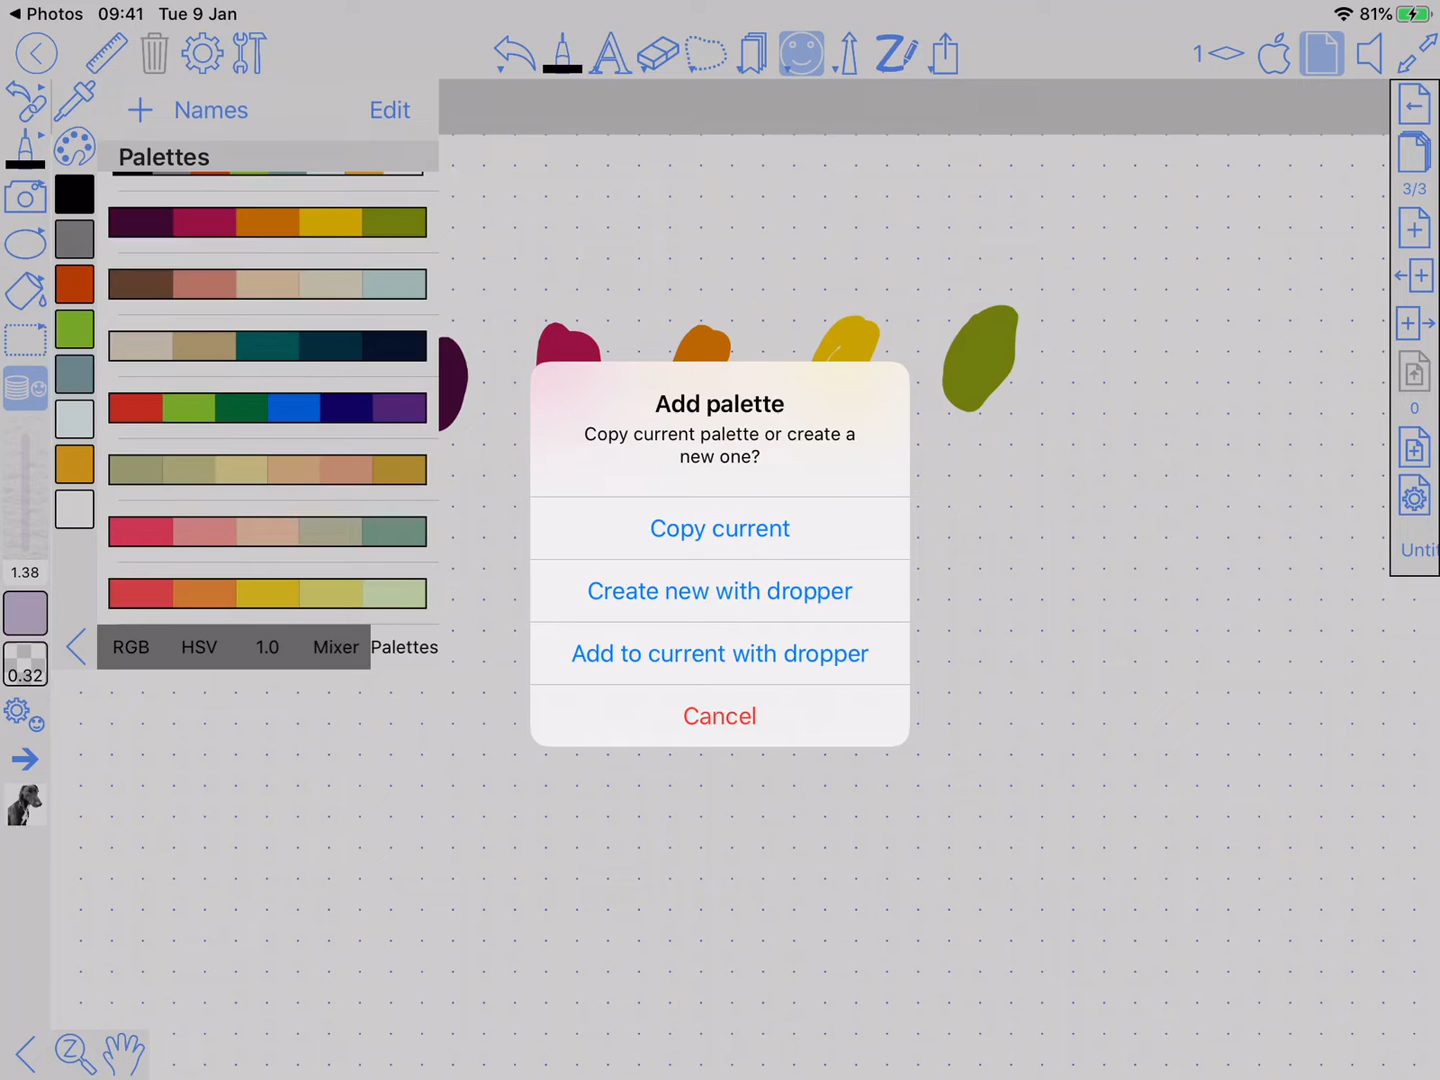 Photos 09:41 Tue 9 Jan 81%
1
+ Names Edit
Palettes
3/3
Add palette
Copy current palette or create a
new one?
0
Copy current
Untit
1.38
Create new with dropper
RGB HSV 1.0 Mixer Palettes
Add to current with dropper
0.32
Cancel